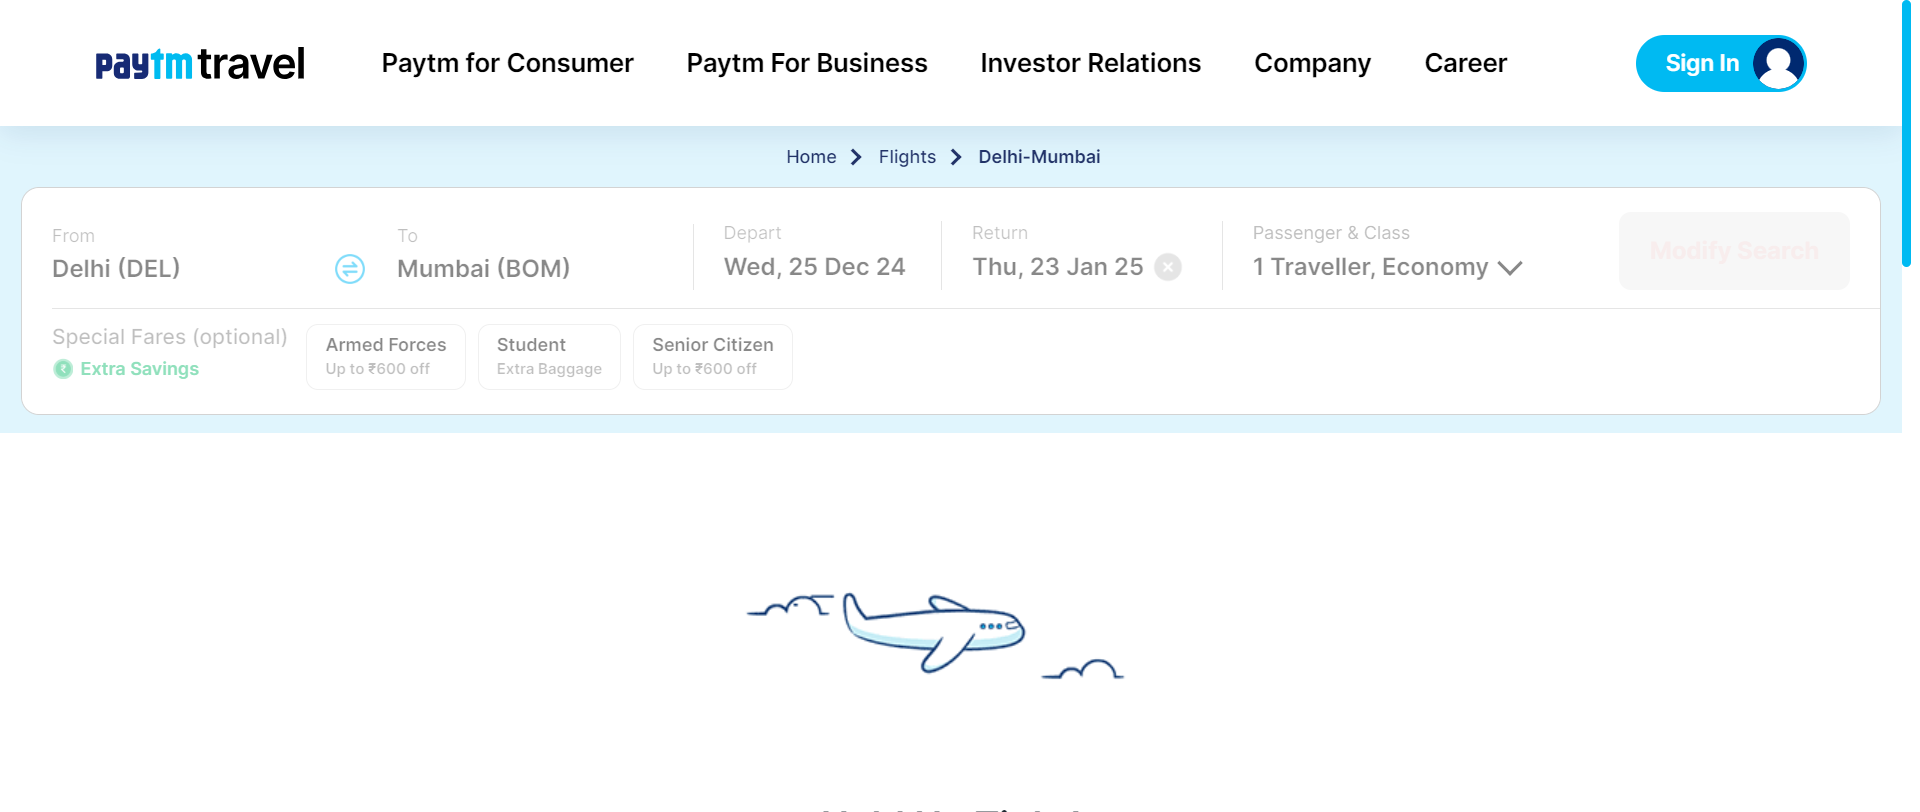 paytm travel
Paytm for Consumer
Paytm For Business
Investor Relations
Company
Career
Sign In
Home
Flights
Delhi-Mumbai
From
Delhi (DEL)
To
Mumbai (BOM)
Depart
Wed, 25 Dec 24
Return
Thu, 23 Jan 25
Passenger & Class
1 Traveller, Economy
Modify Search
Special Fares (optional)
₹ Extra Savings
Armed Forces
Up to ₹600 off
Student
Extra Baggage
Senior Citizen
Up to ₹600 off